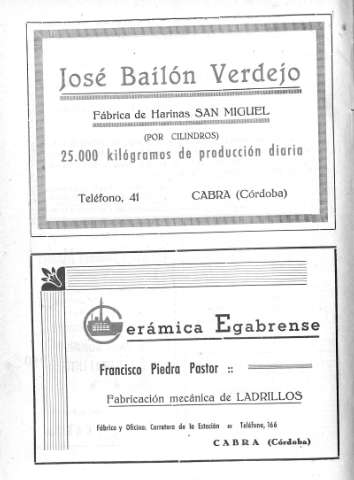 José Bailón Verdejo
Fábrica de Harinas SAN MIGUEL
(POR CILINDROS)
25.000 kilógramos de producción diaria
Teléfono, 41 CABRA (Córdoba)
Cerámica Egabrense
Francisco Piedra Pastor ::
Fabricación mecánica de LADRILLOS
Fábrica y Oficina: Carretera de la Estación = Teléfono, 166
CABRA (Córdoba)